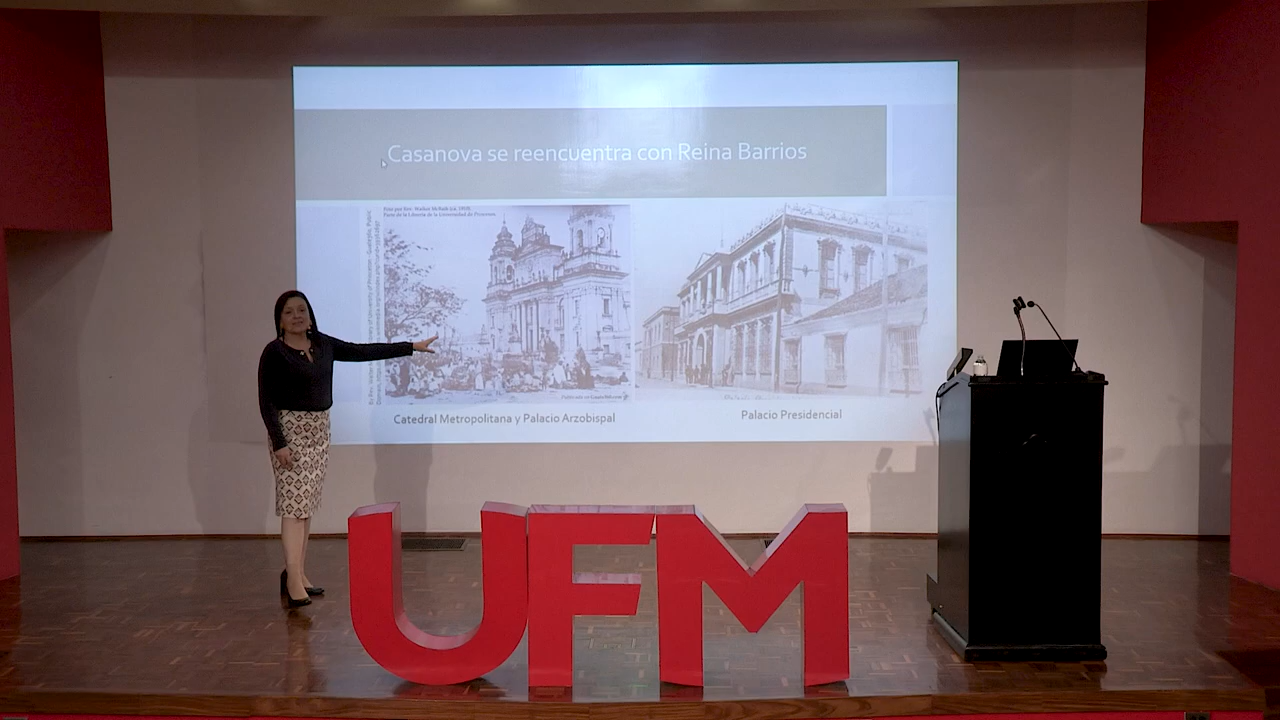 Casanova se reencuentra con Reina Barrios
Catedral Metropolitana y Palacio Arzobispal
Palacio Presidencial
UFM